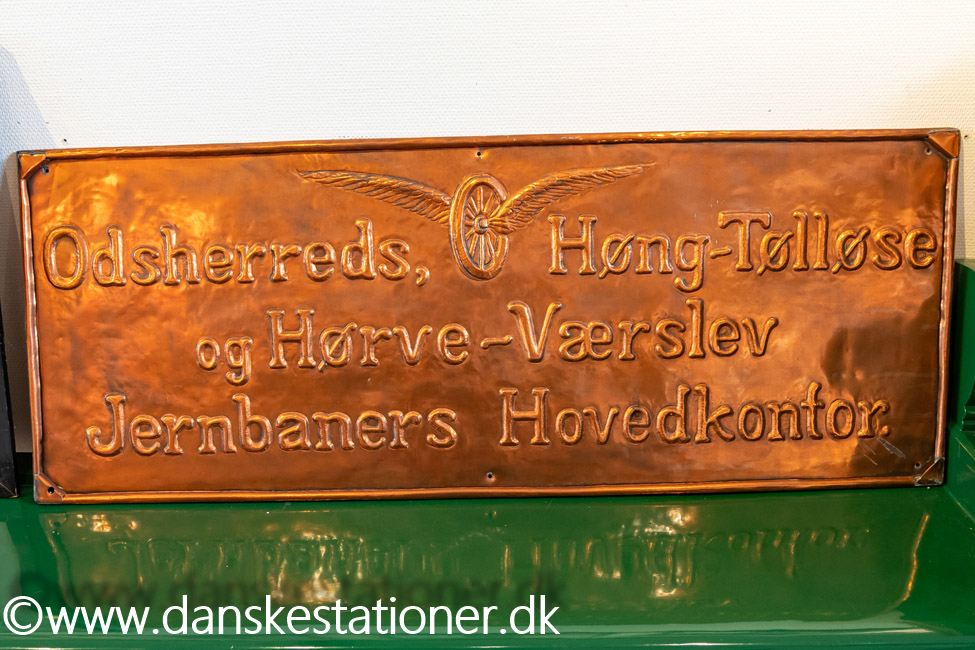 Odsherreds, Høng-Tølløse
og Hørve-Værslev
Jernbaners Hovedkontor.
© www.danskestationer.dk